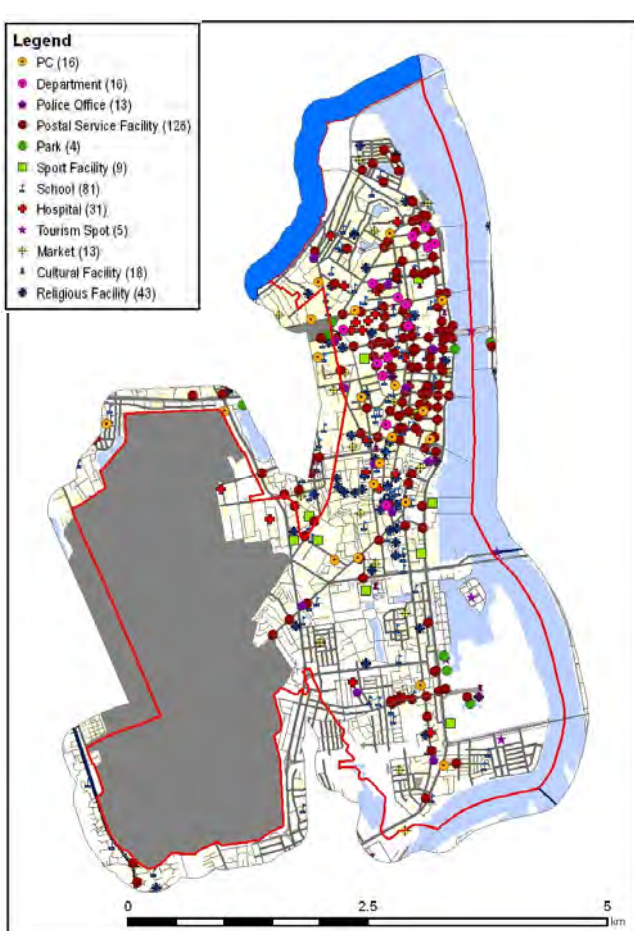 Legend
PC (16)
Department (16)
Police Office (13)
Postal Service Facility (126)
Park (4)
Sport Facility (9)
School (81)
Hospital (31)
Tourism Spot (5)
Market (13)
Cultural Facility (18)
Religious Facility (43)
0 2.5 5
km